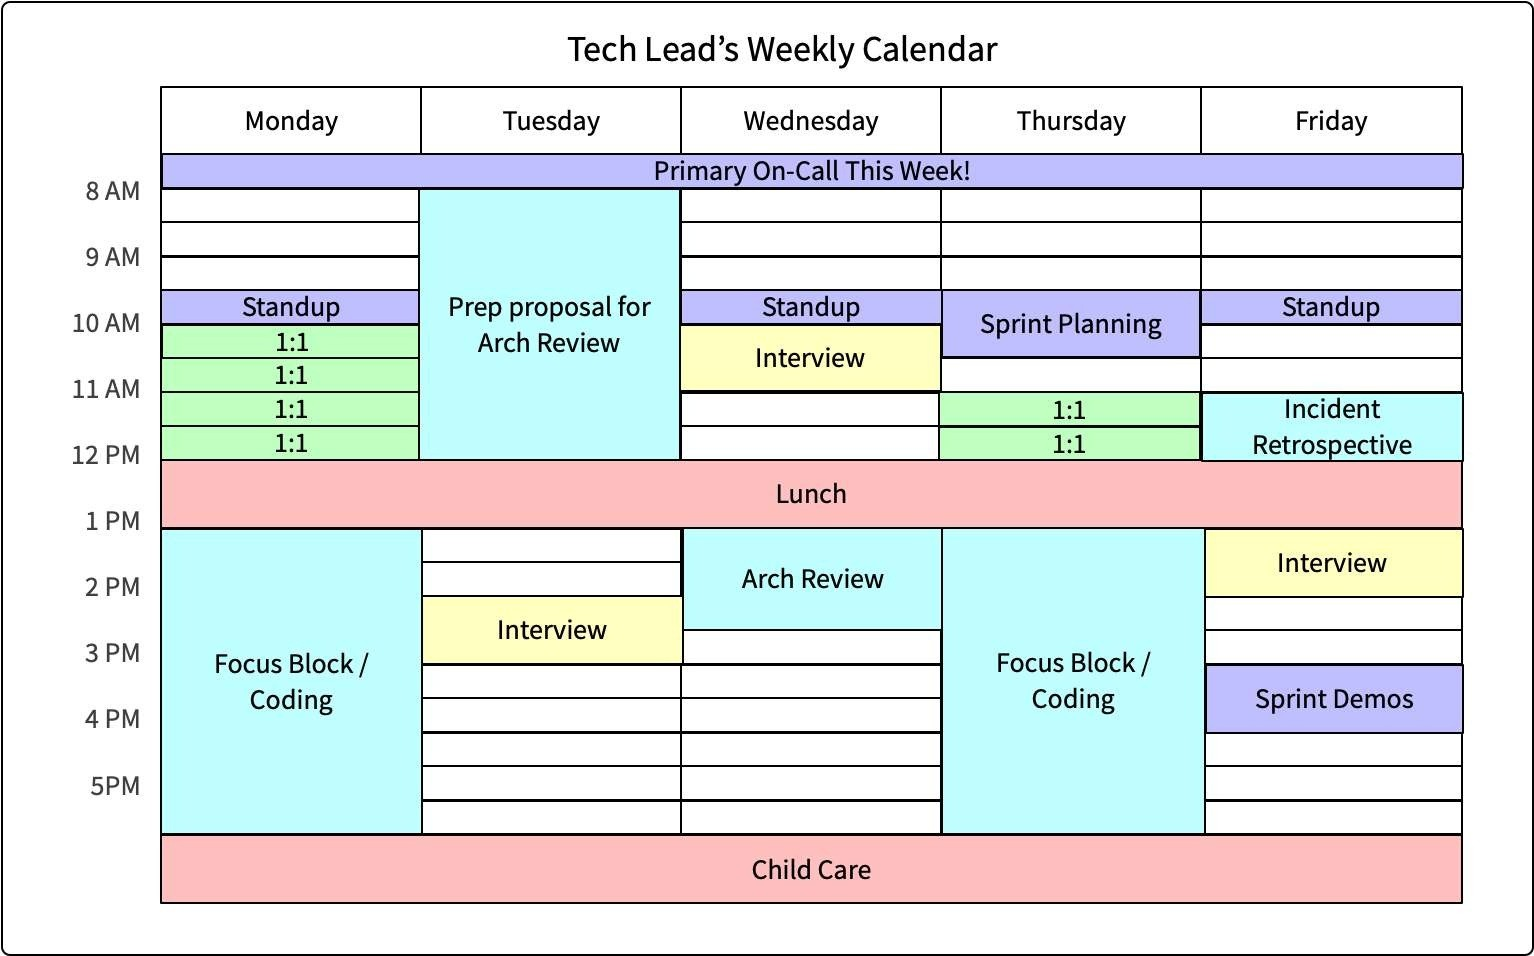 Tech Lead’s Weekly Calendar
Monday
Tuesday
Wednesday
Thursday
Friday
Primary On-Call This Week!
8 AM
9 AM
Standup
Prep proposal for
Arch Review
Standup
Sprint Planning
Standup
10 AM
1:1
Interview
1:1
11 AM
1:1
1:1
Incident
Retrospective
1:1
1:1
12 PM
Lunch
1 PM
Focus Block /
Coding
Arch Review
Focus Block /
Coding
Interview
2 PM
Interview
3 PM
Sprint Demos
4 PM
5PM
Child Care